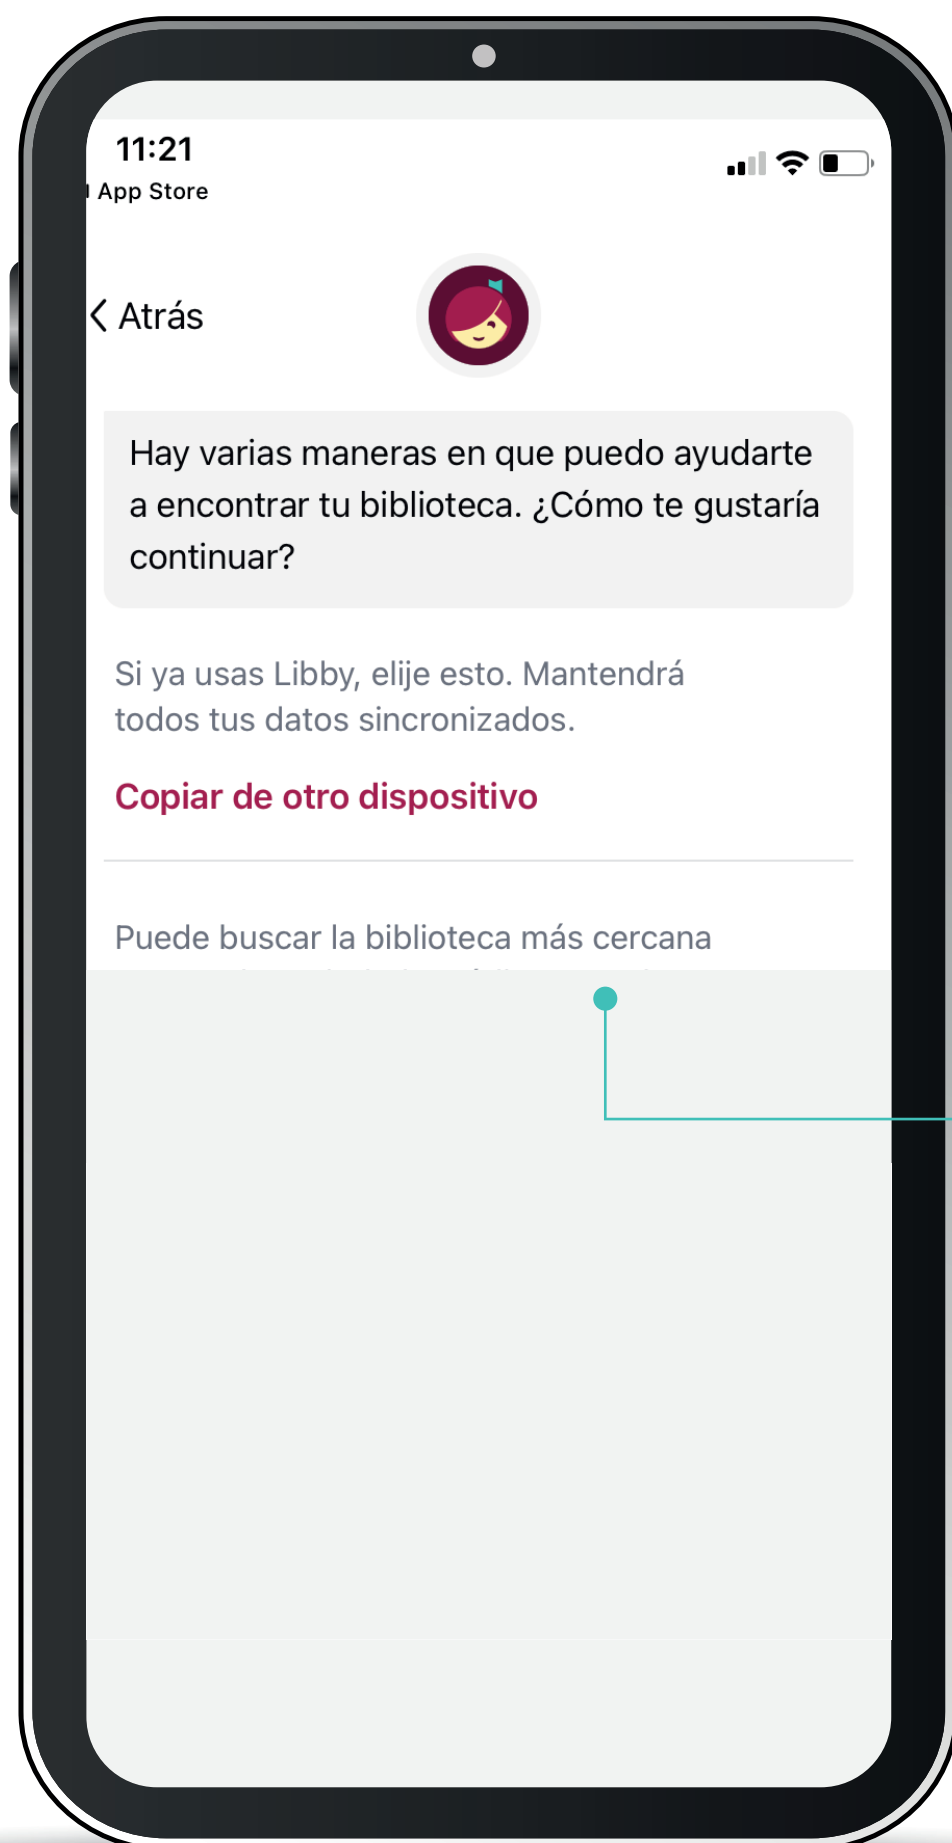 11:21
App Store
Atrás
Hay varias maneras en que puedo ayudarte
a encontrar tu biblioteca. ¿Cómo te gustaría
continuar?
Si ya usas Libby, elije esto. Mantendrá
todos tus datos sincronizados.
Copiar de otro dispositivo
Puede buscar la biblioteca más cercana